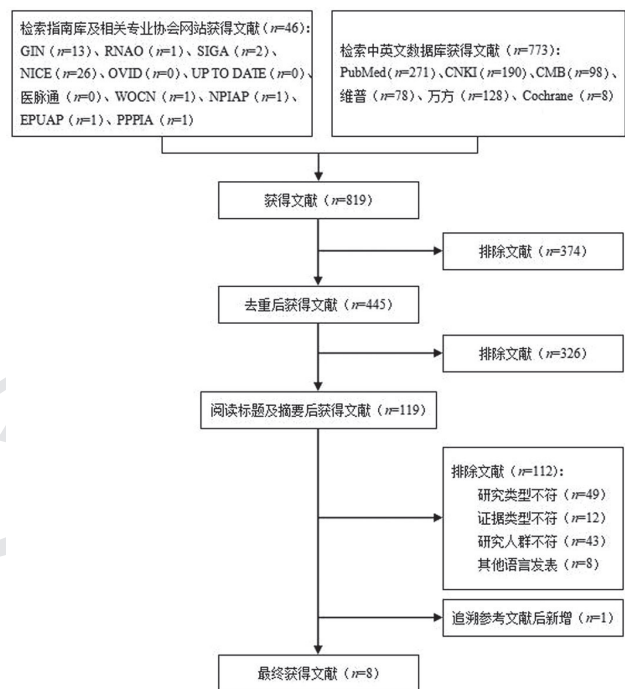 检索指南库及相关专业协会网站获得文献（n=46）：
GIN（n=13）、RNAO（n=1）、SIGA（n=2）、
NICE（n=26）、OVID（n=0）、UP TO DATE（n=0）、
医脉通（n=0）、WOCN（n=1）、NPIAP（n=1）、
EPUAP（n=1）、PPPIA（n=1）
检索中英文数据库获得文献（n=773）：
PubMed(n=271)、CNKI（n=190）、CMB（n=98）、
维普（n=78）、万方（n=128）、Cochrane（n=8）
获得文献（n=819）
排除文献（n=374）
去重后获得文献（n=445）
排除文献（n=326）
阅读标题及摘要后获得文献（n=119）
排除文献（n=112）：
研究类型不符（n=49）
证据类型不符（n=12）
研究人群不符（n=43）
其他语言发表（n=8）
追溯参考文献后新增（n=1）
最终获得文献（n=8）